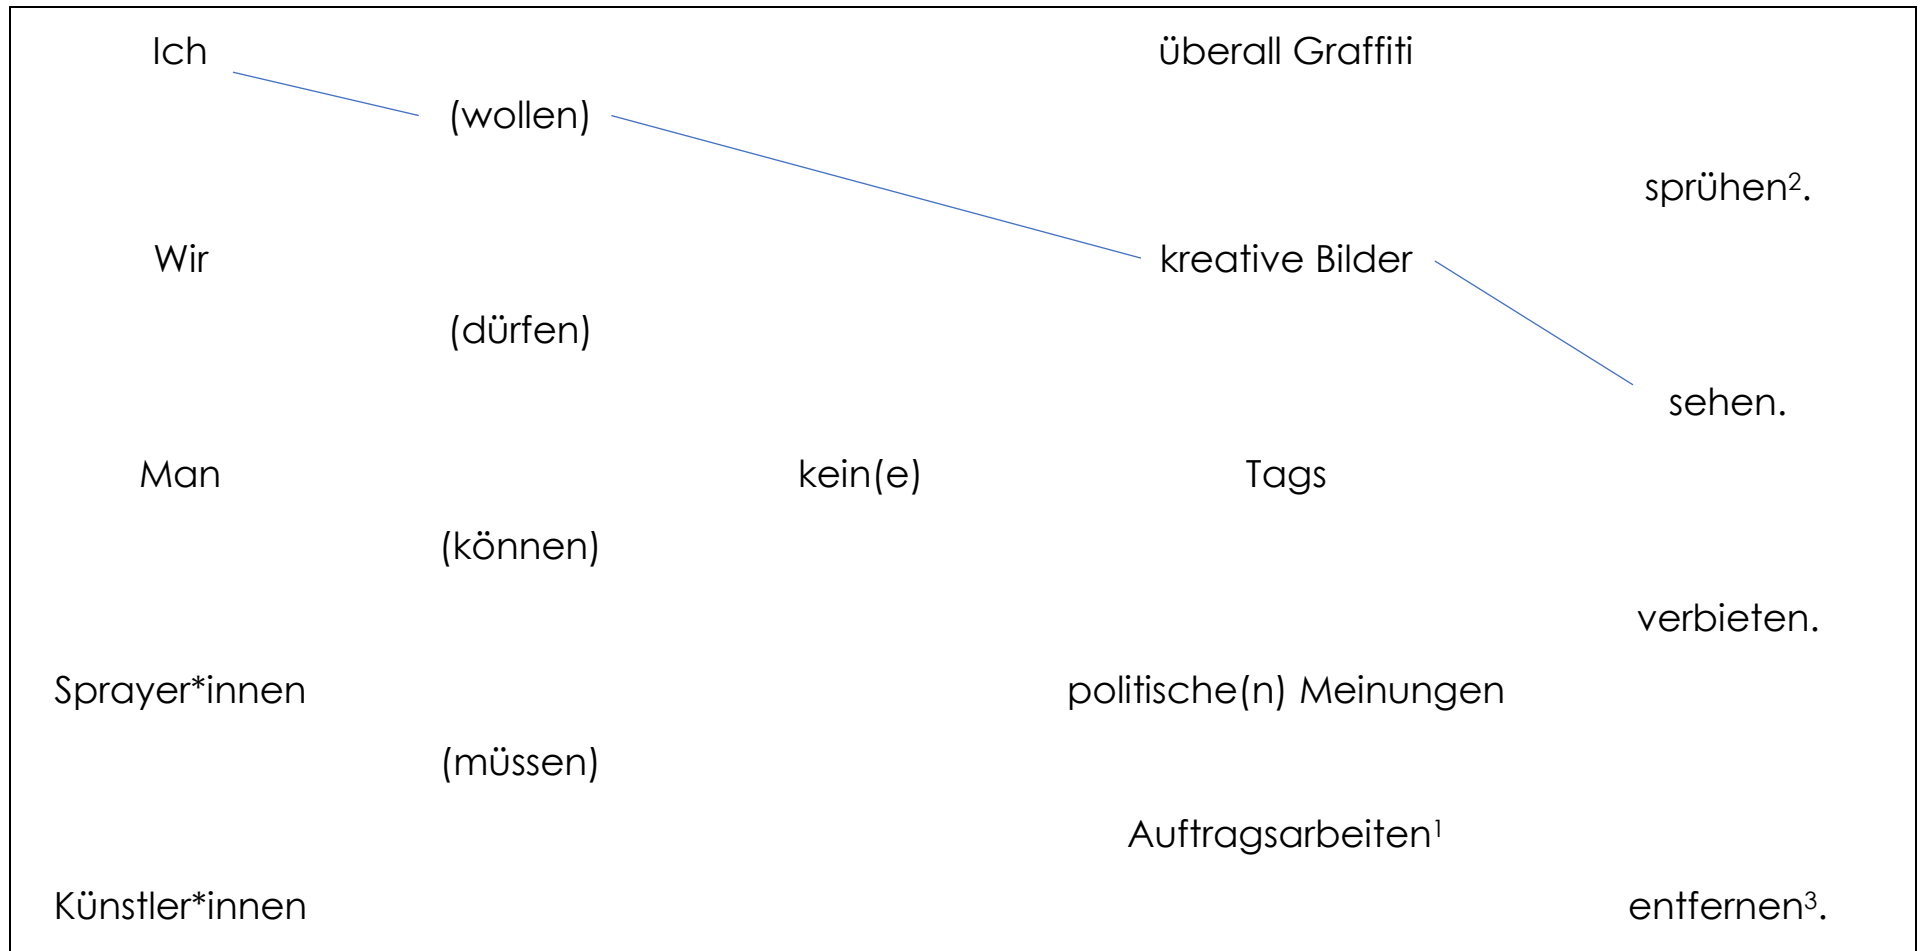 Ich überall Graffiti
(wollen)
sprühen².
Wir kreative Bilder
(dürfen)
sehen.
Man kein(e) Tags
(können)
verbieten.
Sprayer*innen politische(n) Meinungen
(müssen)
Auftragsarbeiten¹
Künstler*innen entfernen³.